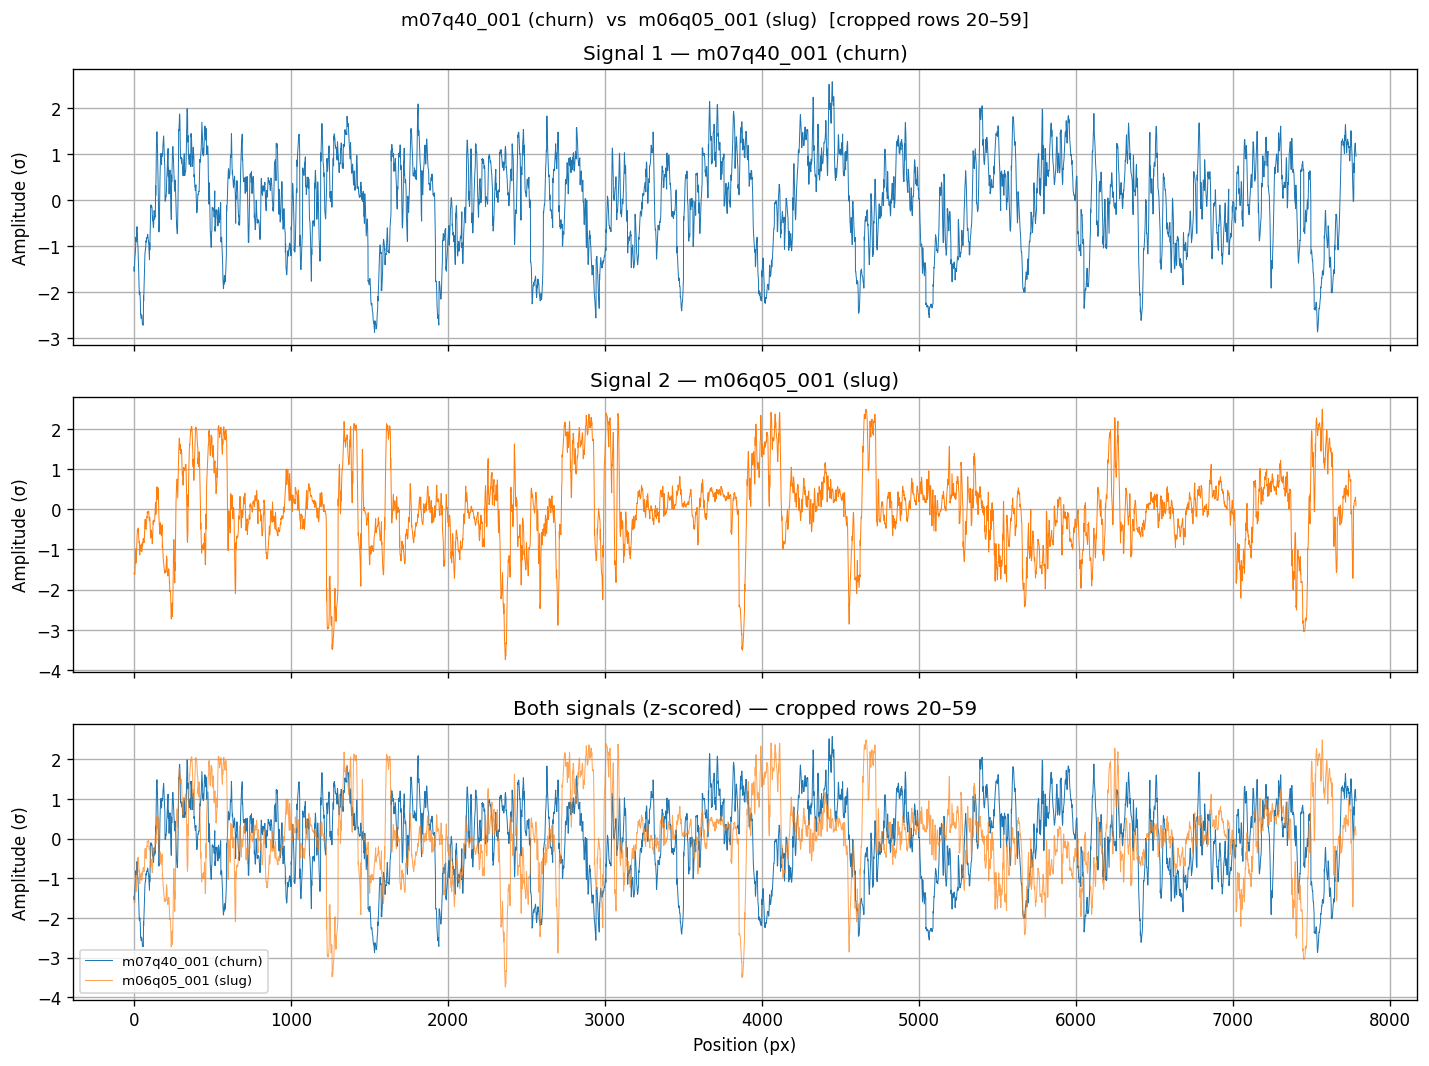 m07q40_001 (churn)  vs  m06q05_001 (slug)  [cropped rows 20–59]
Signal 1 — m07q40_001 (churn)
Amplitude (σ)
2
1
0
−1
−2
−3
Signal 2 — m06q05_001 (slug)
Amplitude (σ)
2
1
0
−1
−2
−3
−4
Both signals (z-scored) — cropped rows 20–59
Amplitude (σ)
2
1
0
−1
−2
−3
−4
m07q40_001 (churn)
m06q05_001 (slug)
0 1000 2000 3000 4000 5000 6000 7000 8000
Position (px)